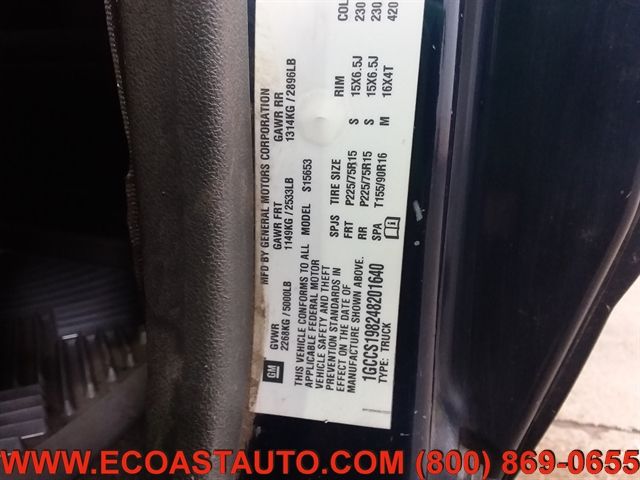 MFD BY GENERAL MOTORS CORPORATION
GVWR GAWR FRT GAWR RR
2268KG/5000LB 1149KG/2533LB 1314KG/2896LB
GM
THIS VEHICLE CONFORMS TO ALL
APPLICABLE FEDERAL MOTOR
VEHICLE SAFETY AND THEFT
PREVENTION STANDARDS IN
EFFECT ON THE DATE OF
MANUFACTURE SHOWN ABOVE.
1GCCS198248201640
TYPE: TRUCK
MODEL S15653
SPJS TIRE SIZE RIM COL
FRT P225/75R15 S 15X6.5J 230
RR P225/75R15 S 15X6.5J 230
SPA T155/90R16 M 16X4T 420
WWW.ECOASTAUTO.COM (800) 869-0655